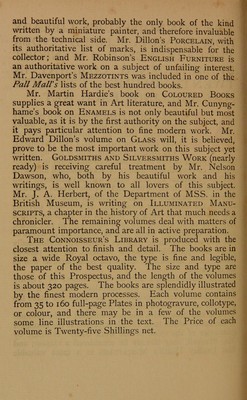 and beautiful work, probably the only book of the kind
written by a miniature painter, and therefore invaluable
from the technical side. Mr. Dillon's PORCELAIN, with
its authoritative list of marks, is indispensable for the
collector; and Mr. Robinson's ENGLISH FURNITURE is
an authoritative work on a subject of unfailing interest.
Mr. Davenport's MEZZOTINTS was included in one of the
Pall Mall's lists of the best hundred books.
Mr. Martin Hardie's book on COLOURED BOOKS
supplies a great want in Art literature, and Mr. Cunyng-
hame's book on ENAMELS is not only beautiful but most
valuable, as it is by the first authority on the subject, and
it pays particular attention to fine modern work. Mr.
Edward Dillon's volume on GLASS will, it is believed,
prove to be the most important work on this subject yet
written. GOLDSMITHS AND SILVERSMITHS WORK (nearly
ready) is receiving careful treatment by Mr. Nelson
Dawson, who, both by his beautiful work and his
writings, is well known to all lovers of this subject.
Mr. J. A. Herbert, of the Department of MSS. in the
British Museum, is writing on ILLUMINATED MANU-
SCRIPTS, a chapter in the history of Art that much needs a
chronicler. The remaining volumes deal with matters of
paramount importance, and are all in active preparation.
THE CONNOISSEUR'S LIBRARY is produced with the
closest attention to finish and detail. The books are in
size a wide Royal octavo, the type is fine and legible,
the paper of the best quality. The size and type are
those of this Prospectus, and the length of the volumes
is about 320 pages. The books are splendidly illustrated
by the finest modern processes. Each volume contains
from 35 to 160 full-page Plates in photogravure, collotype,
or colour, and there may be in a few of the volumes
some line illustrations in the text. The Price of each
volume is Twenty-five Shillings net.